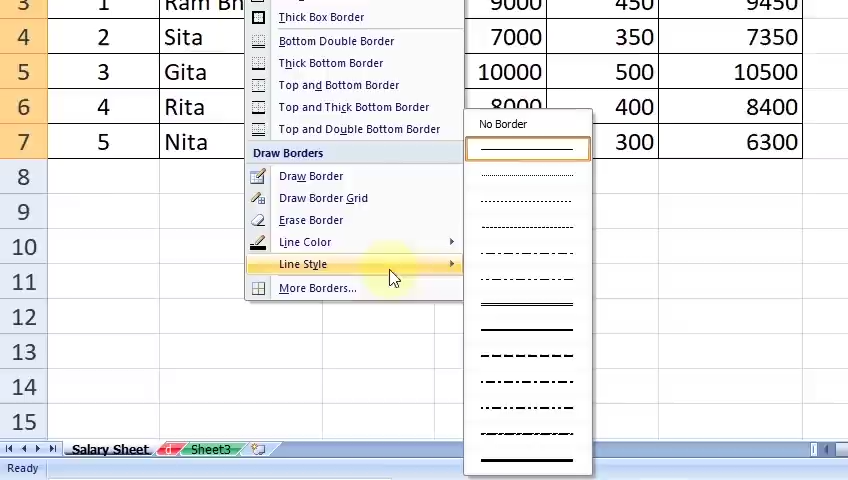 3 1 Ram Bh 9000 450 9450
Thick Box Border
4 2 Sita 7000 350 7350
Bottom Double Border
Thick Bottom Border
5 3 Gita 10000 500 10500
Top and Bottom Border
6 4 Rita 8000 400 8400
Top and Thick Bottom Border
No Border
Top and Double Bottom Border
7 5 Nita 300 6300
Draw Borders
8
Draw Border
Draw Border Grid
9
Erase Border
10
Line Color
Line Style
11
More Borders...
12
13
14
15
Salary Sheet d Sheet3
Ready